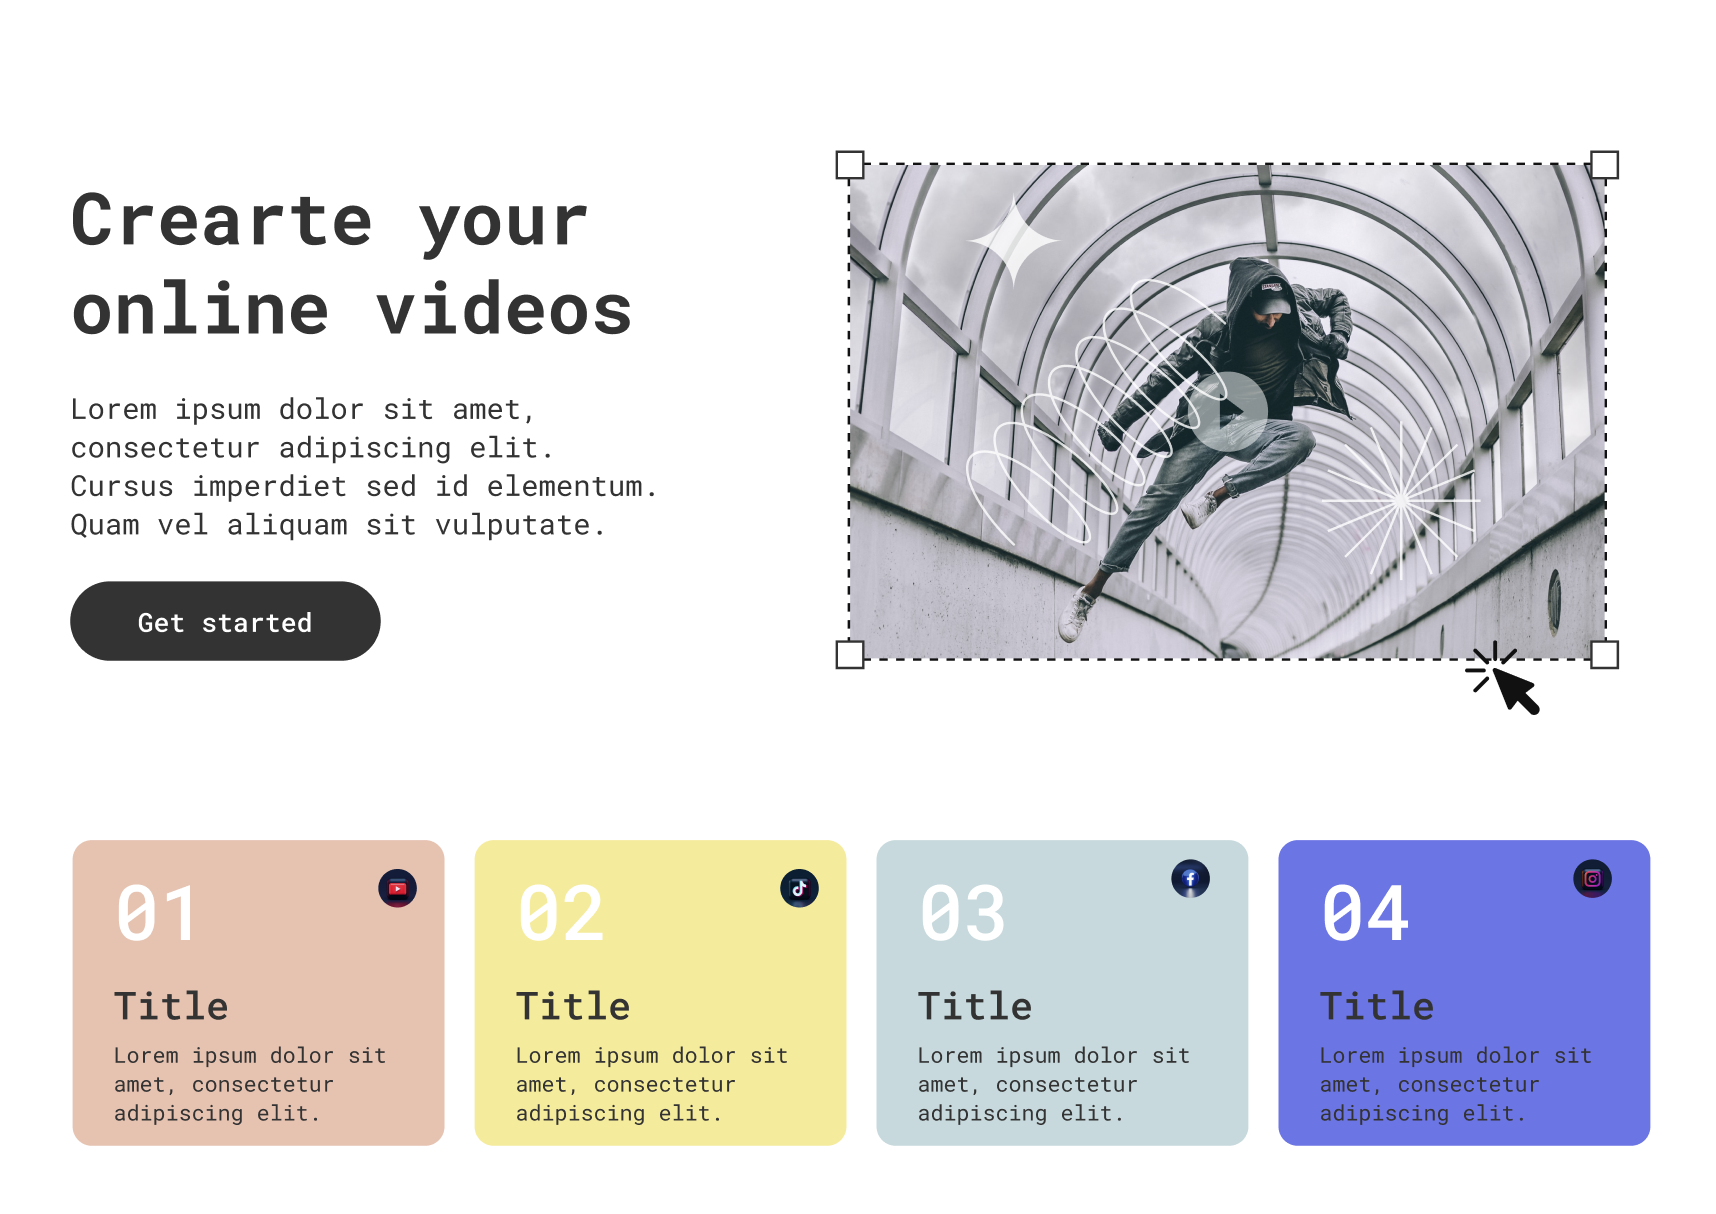 Crearte your
online videos
Lorem ipsum dolor sit amet,
consectetur adipiscing elit.
Cursus imperdiet sed id elementum.
Quam vel aliquam sit vulputate.
Get started
01
Title
Lorem ipsum dolor sit
amet, consectetur
adipiscing elit.
02
Title
Lorem ipsum dolor sit
amet, consectetur
adipiscing elit.
03
Title
Lorem ipsum dolor sit
amet, consectetur
adipiscing elit.
04
Title
Lorem ipsum dolor sit
amet, consectetur
adipiscing elit.